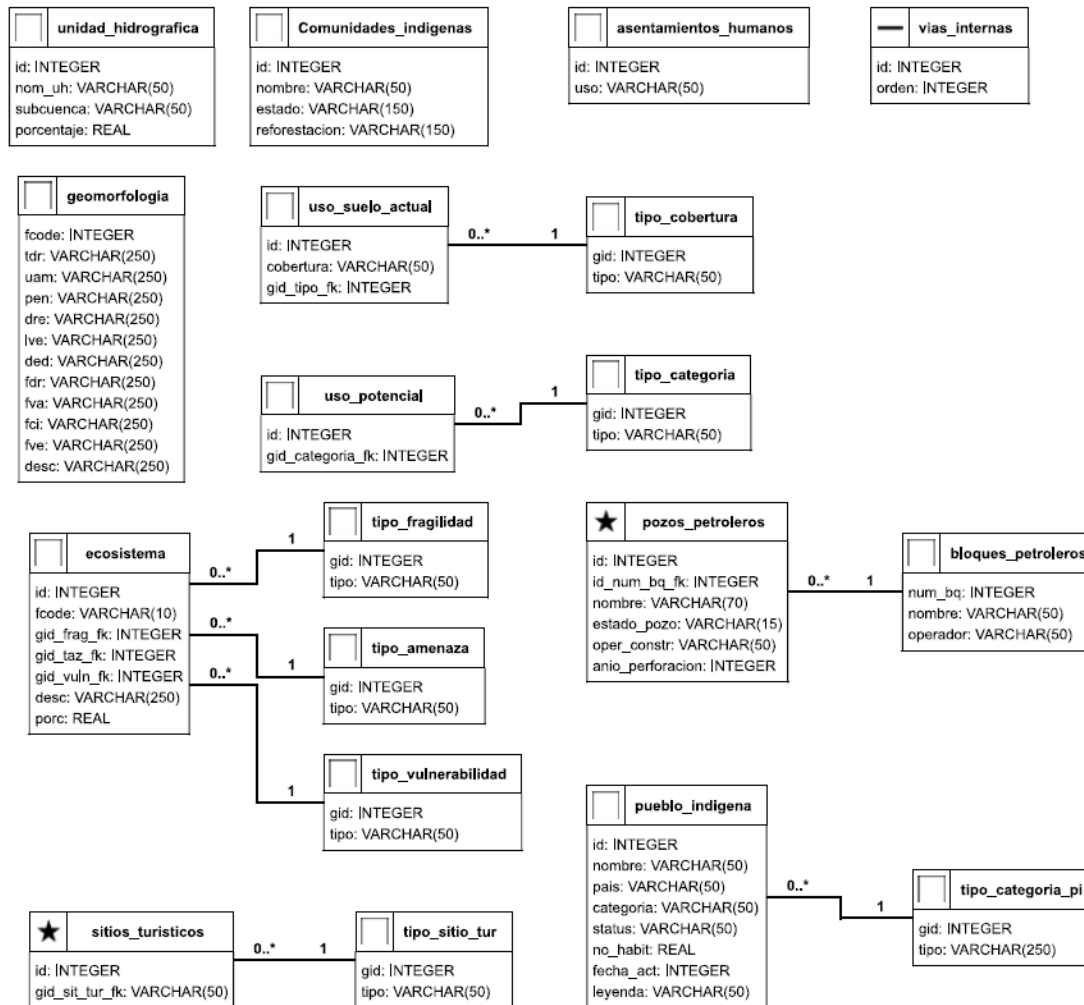 unidad_hidrografica
id: INTEGER
nom_uh: VARCHAR(50)
subcuenca: VARCHAR(50)
porcentaje: REAL
Comunidades_indigenas
id: INTEGER
nombre: VARCHAR(50)
estado: VARCHAR(150)
reforestacion: VARCHAR(150)
asentamientos_humanos
id: INTEGER
uso: VARCHAR(50)
vias_internas
id: INTEGER
orden: INTEGER
geomorfologia
fcode: INTEGER
tdr: VARCHAR(250)
uam: VARCHAR(250)
pen: VARCHAR(250)
dre: VARCHAR(250)
lve: VARCHAR(250)
ded: VARCHAR(250)
fdr: VARCHAR(250)
fva: VARCHAR(250)
fci: VARCHAR(250)
fve: VARCHAR(250)
desc: VARCHAR(250)
uso_suelo_actual
id: INTEGER
cobertura: VARCHAR(50)
gid_tipo_fk: INTEGER
0..*
1
tipo_cobertura
gid: INTEGER
tipo: VARCHAR(50)
uso_potencial
id: INTEGER
gid_categoria_fk: INTEGER
0..*
1
tipo_categoria
gid: INTEGER
tipo: VARCHAR(50)
ecosistema
id: INTEGER
fcode: VARCHAR(10)
gid_frag_fk: INTEGER
gid_taz_fk: INTEGER
gid_vuln_fk: INTEGER
desc: VARCHAR(250)
porc: REAL
0..*
1
tipo_fragilidad
gid: INTEGER
tipo: VARCHAR(50)
0..*
1
tipo_amenaza
gid: INTEGER
tipo: VARCHAR(50)
0..*
1
tipo_vulnerabilidad
gid: INTEGER
tipo: VARCHAR(50)
pozos_petroleros
id: INTEGER
id_num_bq_fk: INTEGER
nombre: VARCHAR(70)
estado_pozo: VARCHAR(15)
oper_constr: VARCHAR(50)
anio_perforacion: INTEGER
0..*
1
bloques_petroleros
num_bq: INTEGER
nombre: VARCHAR(50)
operador: VARCHAR(50)
pueblo_indigena
id: INTEGER
nombre: VARCHAR(50)
pais: VARCHAR(50)
categoria: VARCHAR(50)
status: VARCHAR(50)
no_habit: REAL
fecha_act: INTEGER
leyenda: VARCHAR(50)
0..*
1
tipo_categoria_pi
gid: INTEGER
tipo: VARCHAR(250)
sitios_turisticos
id: INTEGER
gid_sit_tur_fk: VARCHAR(50)
0..*
1
tipo_sitio_tur
gid: INTEGER
tipo: VARCHAR(50)